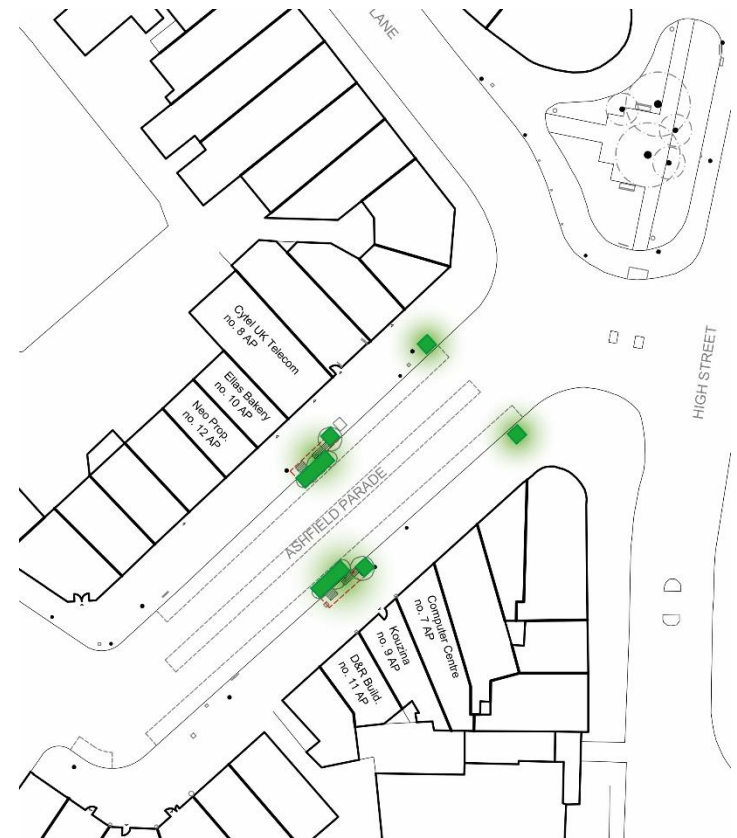 LANE
HIGH STREET
Cytel UK Telecom
no. 8 AP
Ellas Bakery
no. 10 AP
Neo Prop.
no. 12 AP
ASHFIELD PARADE
Computer Centre
no. 7 AP
Kouzina
no. 9 AP
D&R Build.
no. 11 AP